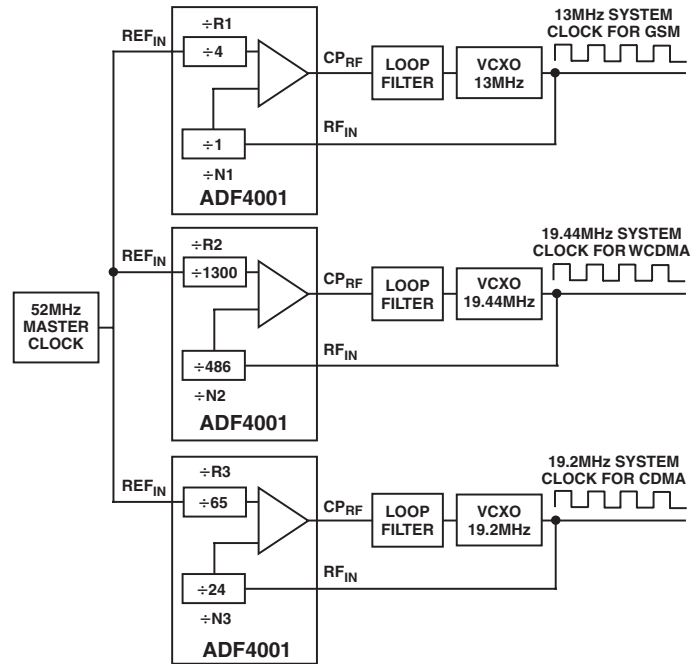 ÷R1
REFIN
÷4
CPRF
LOOP
FILTER
VCXO
13MHz
13MHz SYSTEM
CLOCK FOR GSM
RFIN
÷1
÷N1
ADF4001
÷R2
REFIN
÷1300
CPRF
LOOP
FILTER
VCXO
19.44MHz
19.44MHz SYSTEM
CLOCK FOR WCDMA
52MHz
MASTER
CLOCK
RFIN
÷486
÷N2
ADF4001
÷R3
REFIN
÷65
CPRF
LOOP
FILTER
VCXO
19.2MHz
19.2MHz SYSTEM
CLOCK FOR CDMA
RFIN
÷24
÷N3
ADF4001